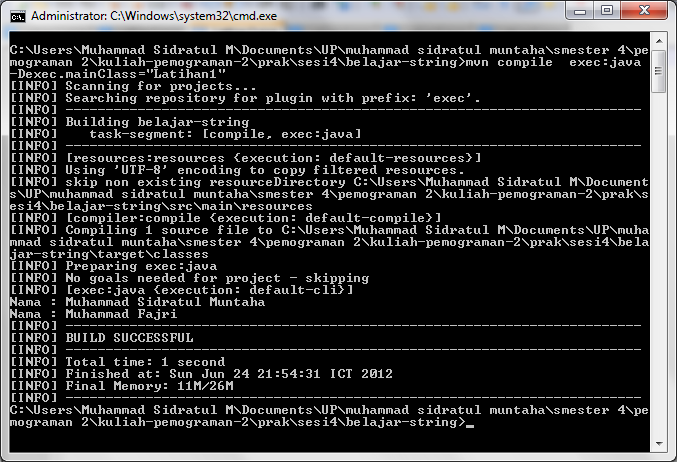 Administrator: C:\Windows\system32\cmd.exe
C:\Users\Muhammad Sidratul M\Documents\UP\muhammad sidratul muntaha\smester 4\pe
mograman 2\kuliah-pemograman-2\prak\sesi4\belajar-string>mvn compile  exec:java
-Dexec.mainClass="Latihan1"
[INFO] Scanning for projects...
[INFO] Searching repository for plugin with prefix: 'exec'.
[INFO] ------------------------------------------------------------------------
[INFO] Building belajar-string
[INFO]    task-segment: [compile, exec:java]
[INFO] ------------------------------------------------------------------------
[INFO] [resources:resources {execution: default-resources}]
[INFO] Using 'UTF-8' encoding to copy filtered resources.
[INFO] skip non existing resourceDirectory C:\Users\Muhammad Sidratul M\Document
s\UP\muhammad sidratul muntaha\smester 4\pemograman 2\kuliah-pemograman-2\prak\s
esi4\belajar-string\src\main\resources
[INFO] [compiler:compile {execution: default-compile}]
[INFO] Compiling 1 source file to C:\Users\Muhammad Sidratul M\Documents\UP\muha
mmad sidratul muntaha\smester 4\pemograman 2\kuliah-pemograman-2\prak\sesi4\bela
jar-string\target\classes
[INFO] Preparing exec:java
[INFO] No goals needed for project - skipping
[INFO] [exec:java {execution: default-cli}]
Nama : Muhammad Sidratul Muntaha
Nama : Muhammad Fajri
[INFO] ------------------------------------------------------------------------
[INFO] BUILD SUCCESSFUL
[INFO] ------------------------------------------------------------------------
[INFO] Total time: 1 second
[INFO] Finished at: Sun Jun 24 21:54:31 ICT 2012
[INFO] Final Memory: 11M/26M
[INFO] ------------------------------------------------------------------------
C:\Users\Muhammad Sidratul M\Documents\UP\muhammad sidratul muntaha\smester 4\pe
mograman 2\kuliah-pemograman-2\prak\sesi4\belajar-string>_